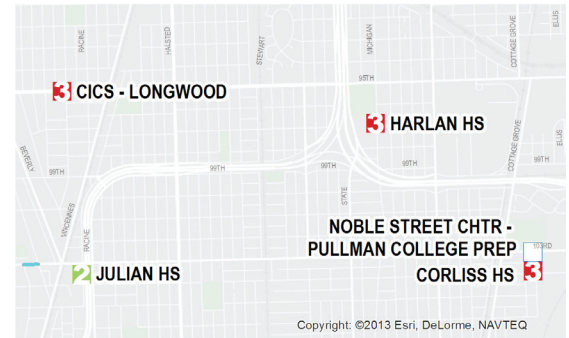 RACINE
HALSTED
STEWART
MICHIGAN
COTTAGE GROVE
ELLIS
95TH
3 CICS - LONGWOOD
3 HARLAN HS
BEVERLY
99TH
99TH
99TH
99TH
COTTAGE GROVE
ELLIS
VINCENNES
RACINE
STATE
NOBLE STREET CHTR -
PULLMAN COLLEGE PREP
103RD
2 JULIAN HS
CORLISS HS 3
Copyright: ©2013 Esri, DeLorme, NAVTEQ